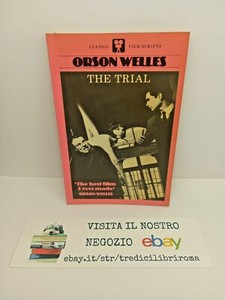 CLASSIC FILM SCRIPTS
ORSON WELLES
THE TRIAL
'The best film
I ever made'
ORSON WELLES
VISITA IL NOSTRO
NEGOZIO ebay
ebay.it/str/tredicilibriroma